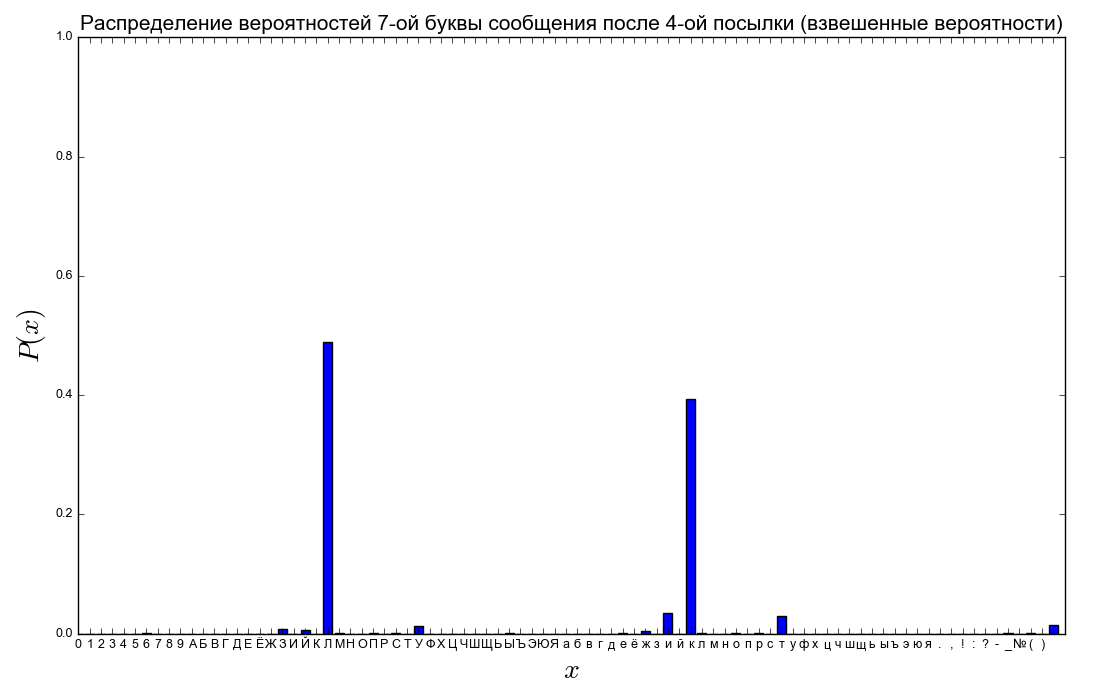 Распределение вероятностей 7-ой буквы сообщения после 4-ой посылки (взвешенные вероятности)
1.0
0.8
0.6
0.4
0.2
0.0
P(x)
0 1 2 3 4 5 6 7 8 9 А Б В Г Д Е Ё Ж З И Й К Л М Н О П Р С Т У Ф Х Ц Ч Ш Щ Ь Ы Ъ Э Ю Я а б в г д е ё ж з и й к л м н о п р с т у ф х ц ч ш щ ь ы ъ э ю я . , ! : ? - _ № ( )
x